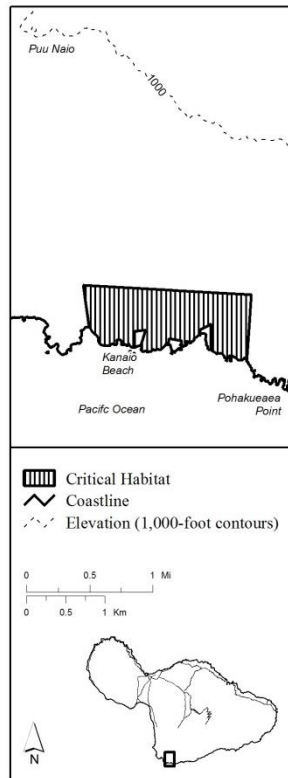 Puu Naio
1000
Kanaio
Beach
Pohakueaea
Point
Pacifc Ocean
Critical Habitat
Coastline
Elevation (1,000-foot contours)
0 0.5 1 Mi
0 0.5 1 Km
N